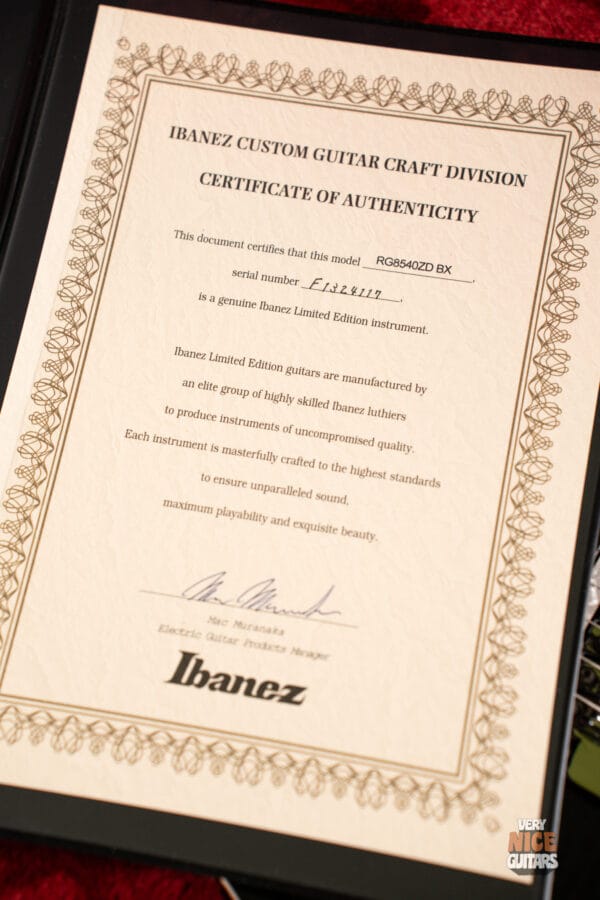 IBANEZ CUSTOM GUITAR CRAFT DIVISION
CERTIFICATE OF AUTHENTICITY
This document certifies that this model RG8540ZD BX,
serial number F1324117,
is a genuine Ibanez Limited Edition instrument.
Ibanez Limited Edition guitars are manufactured by
an elite group of highly skilled Ibanez luthiers
to produce instruments of uncompromised quality.
Each instrument is masterfully crafted to the highest standards
to ensure unparalleled sound,
maximum playability and exquisite beauty.
Mac Muranaka
Mac Muranaka
Electric Guitar Products Manager
Ibanez
VERY
NICE
GUITARS